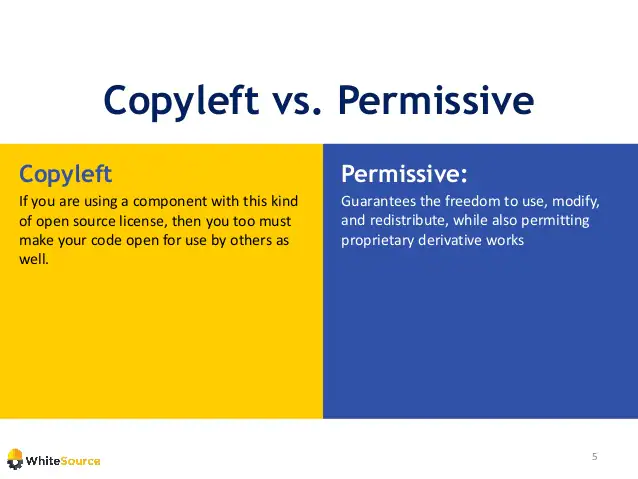 Copyleft vs. Permissive
Copyleft
If you are using a component with this kind
of open source license, then you too must
make your code open for use by others as
well.
Permissive:
Guarantees the freedom to use, modify,
and redistribute, while also permitting
proprietary derivative works
WhiteSource
5